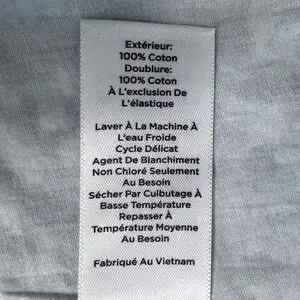 Extérieur:
100% Coton
Doublure:
100% Coton
À L'exclusion De
L'élastique
Laver À La Machine À
L'eau Froide
Cycle Délicat
Agent De Blanchiment
Non Chloré Seulement
Au Besoin
Sécher Par Culbutage À
Basse Température
Repasser À
Température Moyenne
Au Besoin
Fabriqué Au Vietnam